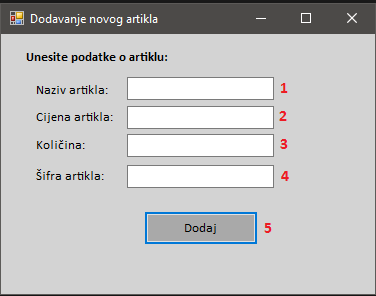 Dodavanje novog artikla
Unesite podatke o artiklu:
Naziv artikla: 1
Cijena artikla: 2
Količina: 3
Šifra artikla: 4
Dodaj 5